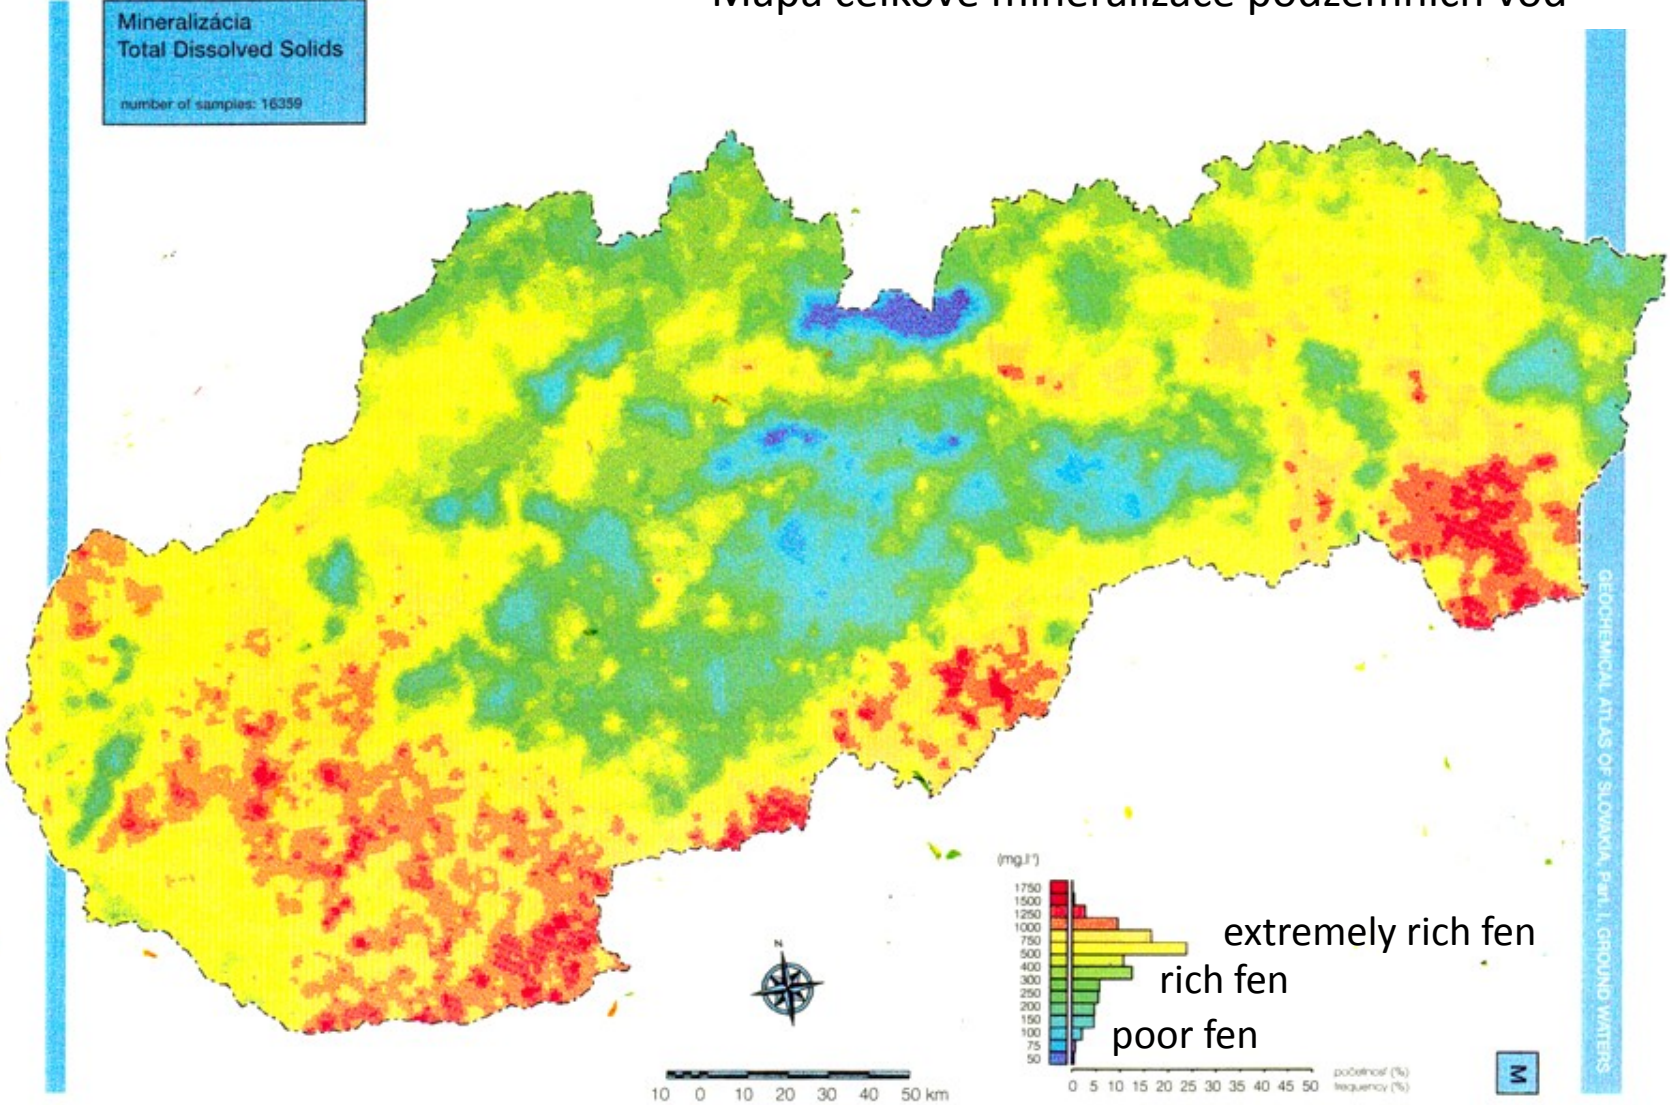 Mapa celkové mineralizace podzemních vod
Mineralizácia
Total Dissolved Solids
number of samples: 16359
GEOCHEMICAL ATLAS OF SLOVAKIA, Part. I. GROUND WATERS
N
10 0 10 20 30 40 50 km
(mg.l⁻¹)
1750
1500
1250
1000
750
500
400
300
250
200
150
100
75
50
extremely rich fen
rich fen
poor fen
0 5 10 15 20 25 30 35 40 45 50
početnosť (%)
frequency (%)
M